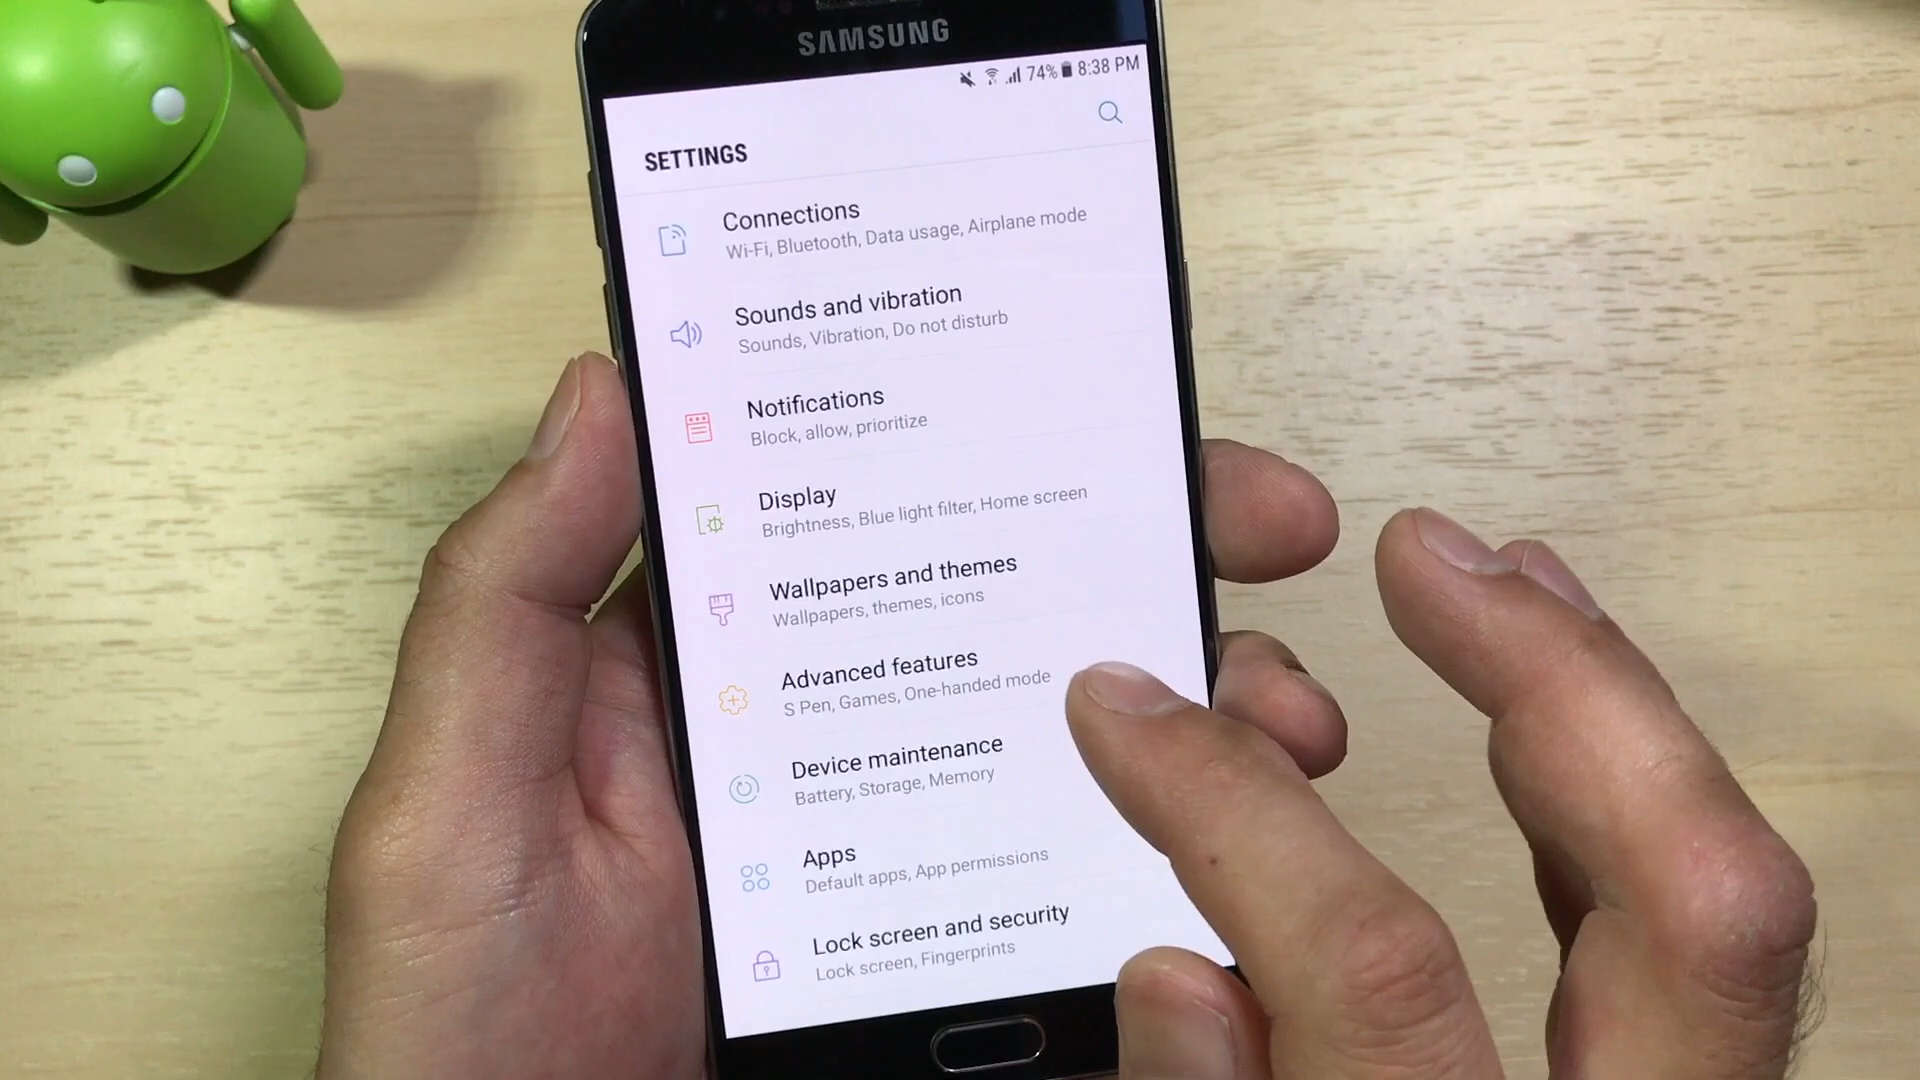 SAMSUNG
74% 8:38 PM
SETTINGS
Connections
Wi-Fi, Bluetooth, Data usage, Airplane mode
Sounds and vibration
Sounds, Vibration, Do not disturb
Notifications
Block, allow, prioritize
Display
Brightness, Blue light filter, Home screen
Wallpapers and themes
Wallpapers, themes, icons
Advanced features
S Pen, Games, One-handed mode
Device maintenance
Battery, Storage, Memory
Apps
Default apps, App permissions
Lock screen and security
Lock screen, Fingerprints